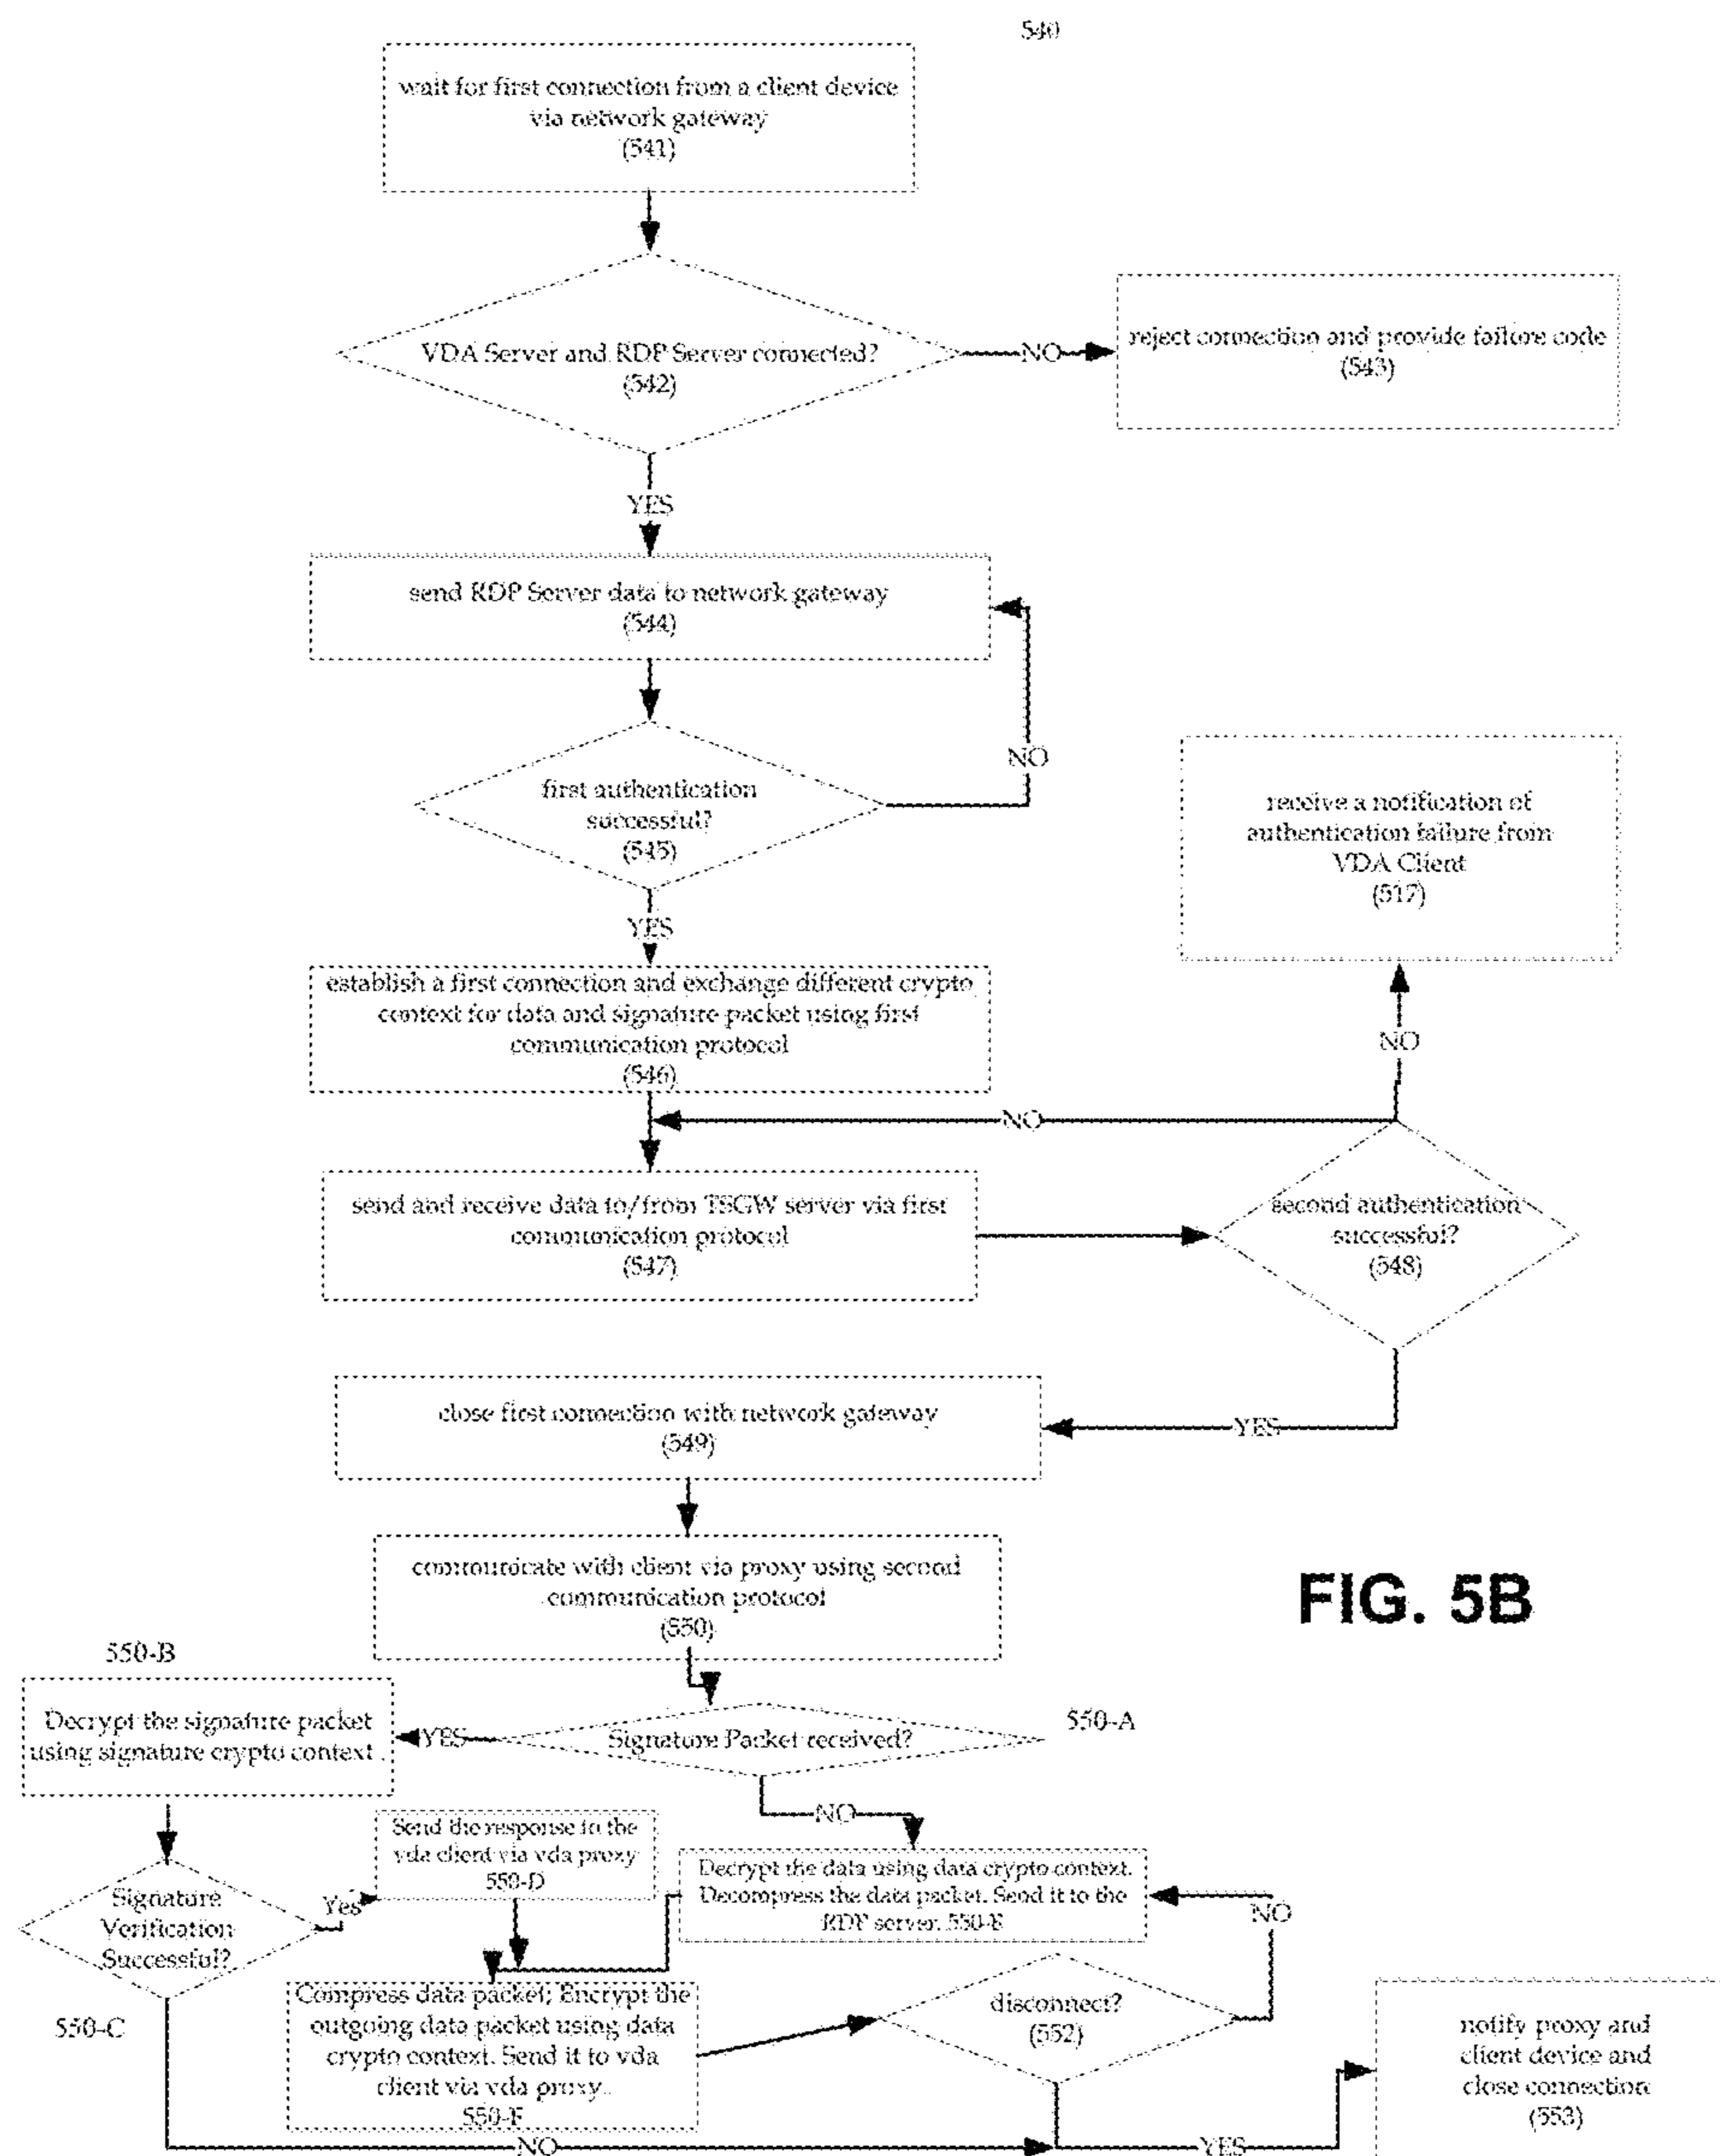 540
wait for first connection from a client device
via network gateway
(541)
VDA Server and RDP Server connected?
(542)
NO
reject connection and provide failure code
(543)
YES
send RDP Server data to network gateway
(544)
NO
first authentication
successful?
(545)
receive a notification of
authentication failure from
VDA Client
(517)
YES
establish a first connection and exchange different crypto
context for data and signature packet using first
communication protocol
(546)
NO
NO
send and receive data to/from TSGW server via first
communication protocol
(547)
second authentication
successful?
(548)
close first connection with network gateway
(549)
YES
communicate with client via proxy using second
communication protocol
(550)
FIG. 5B
550-B
Decrypt the signature packet
using signature crypto context .
YES
Signature Packet received?
550-A
NO
Send the response to the
vda client via vda proxy
550-D
Decrypt the data using data crypto context.
Decompress the data packet. Send it to the
RDP server. 550-E
Signature
Verification
Successful?
Yes
NO
550-C
Compress data packet; Encrypt the
outgoing data packet using data
crypto context. Send it to vda
client via vda proxy.
550-F
disconnect?
(552)
notify proxy and
client device and
close connection
(553)
NO
YES